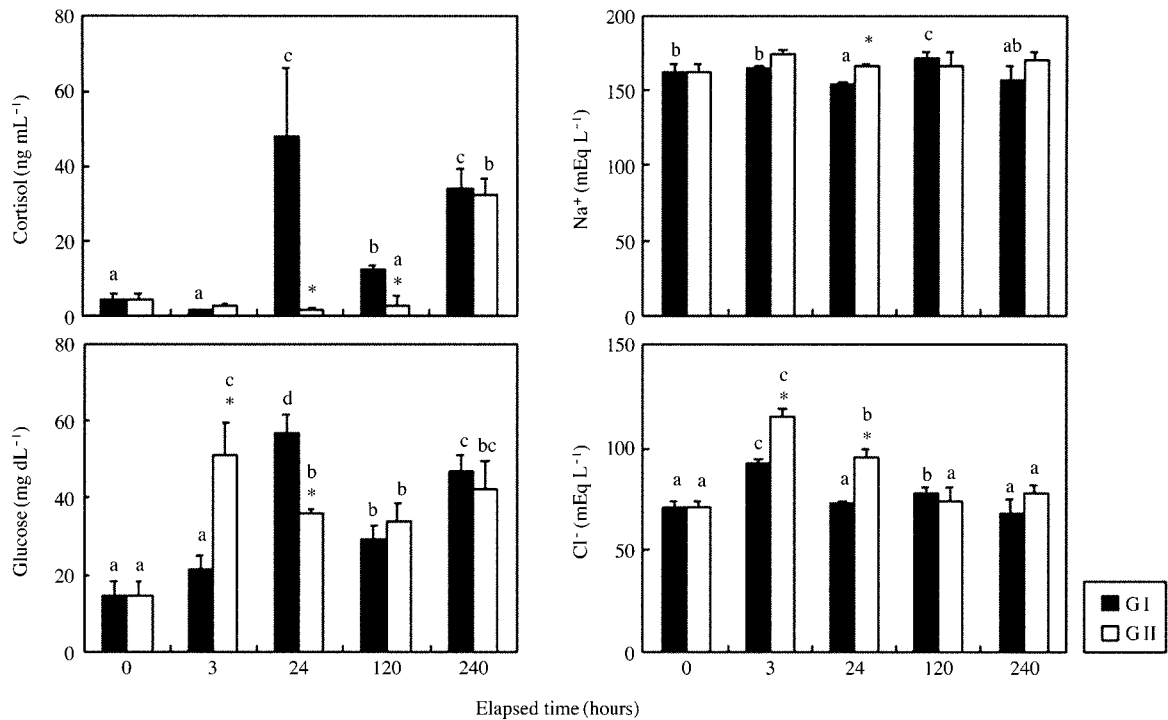 80
60
40
20
0
Cortisol (ng mL⁻¹)
a
a
c
*
b
a
*
c
b
200
150
100
50
0
Na⁺ (mEq L⁻¹)
b
b
a
*
c
ab
80
60
40
20
0
Glucose (mg dL⁻¹)
a
a
a
c
*
d
b
*
b
b
c
bc
0
3
24
120
240
150
100
50
0
Cl⁻ (mEq L⁻¹)
a
a
c
c
*
a
b
*
b
a
a
a
0
3
24
120
240
GI
GII
Elapsed time (hours)